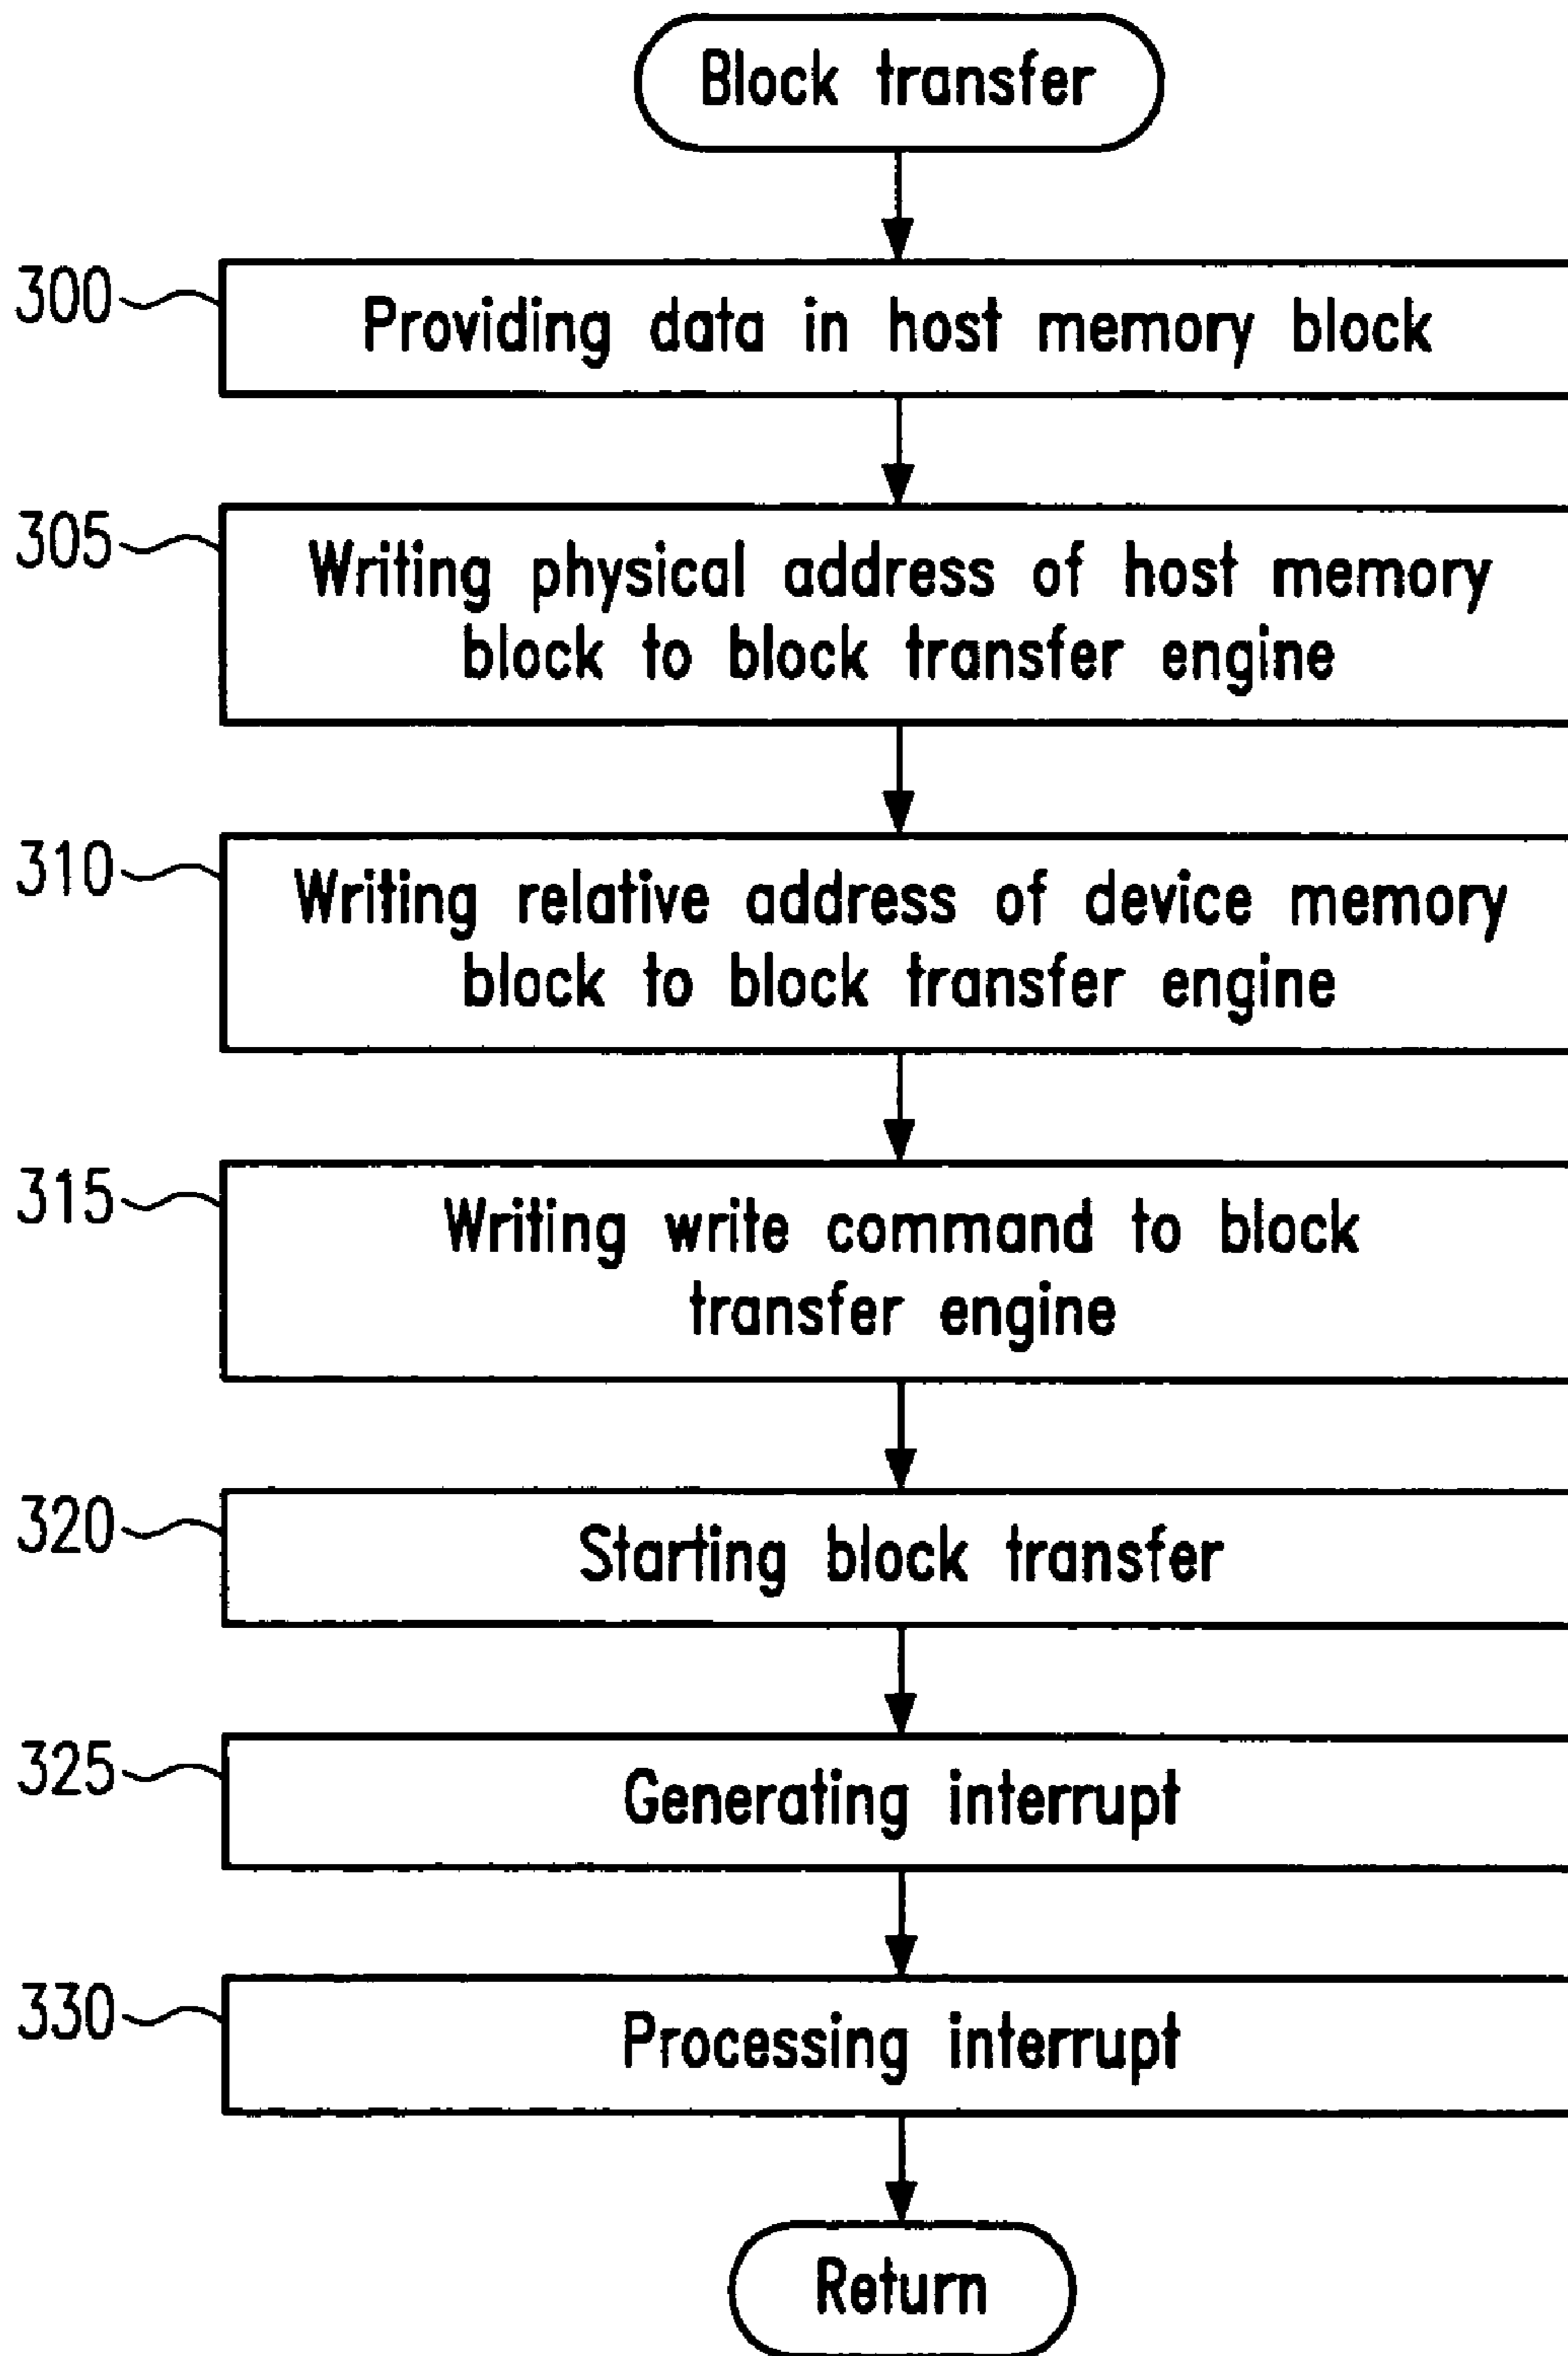 Block transfer
300
Providing data in host memory block
305
Writing physical address of host memory
block to block transfer engine
310
Writing relative address of device memory
block to block transfer engine
315
Writing write command to block
transfer engine
320
Starting block transfer
325
Generating interrupt
330
Processing interrupt
Return